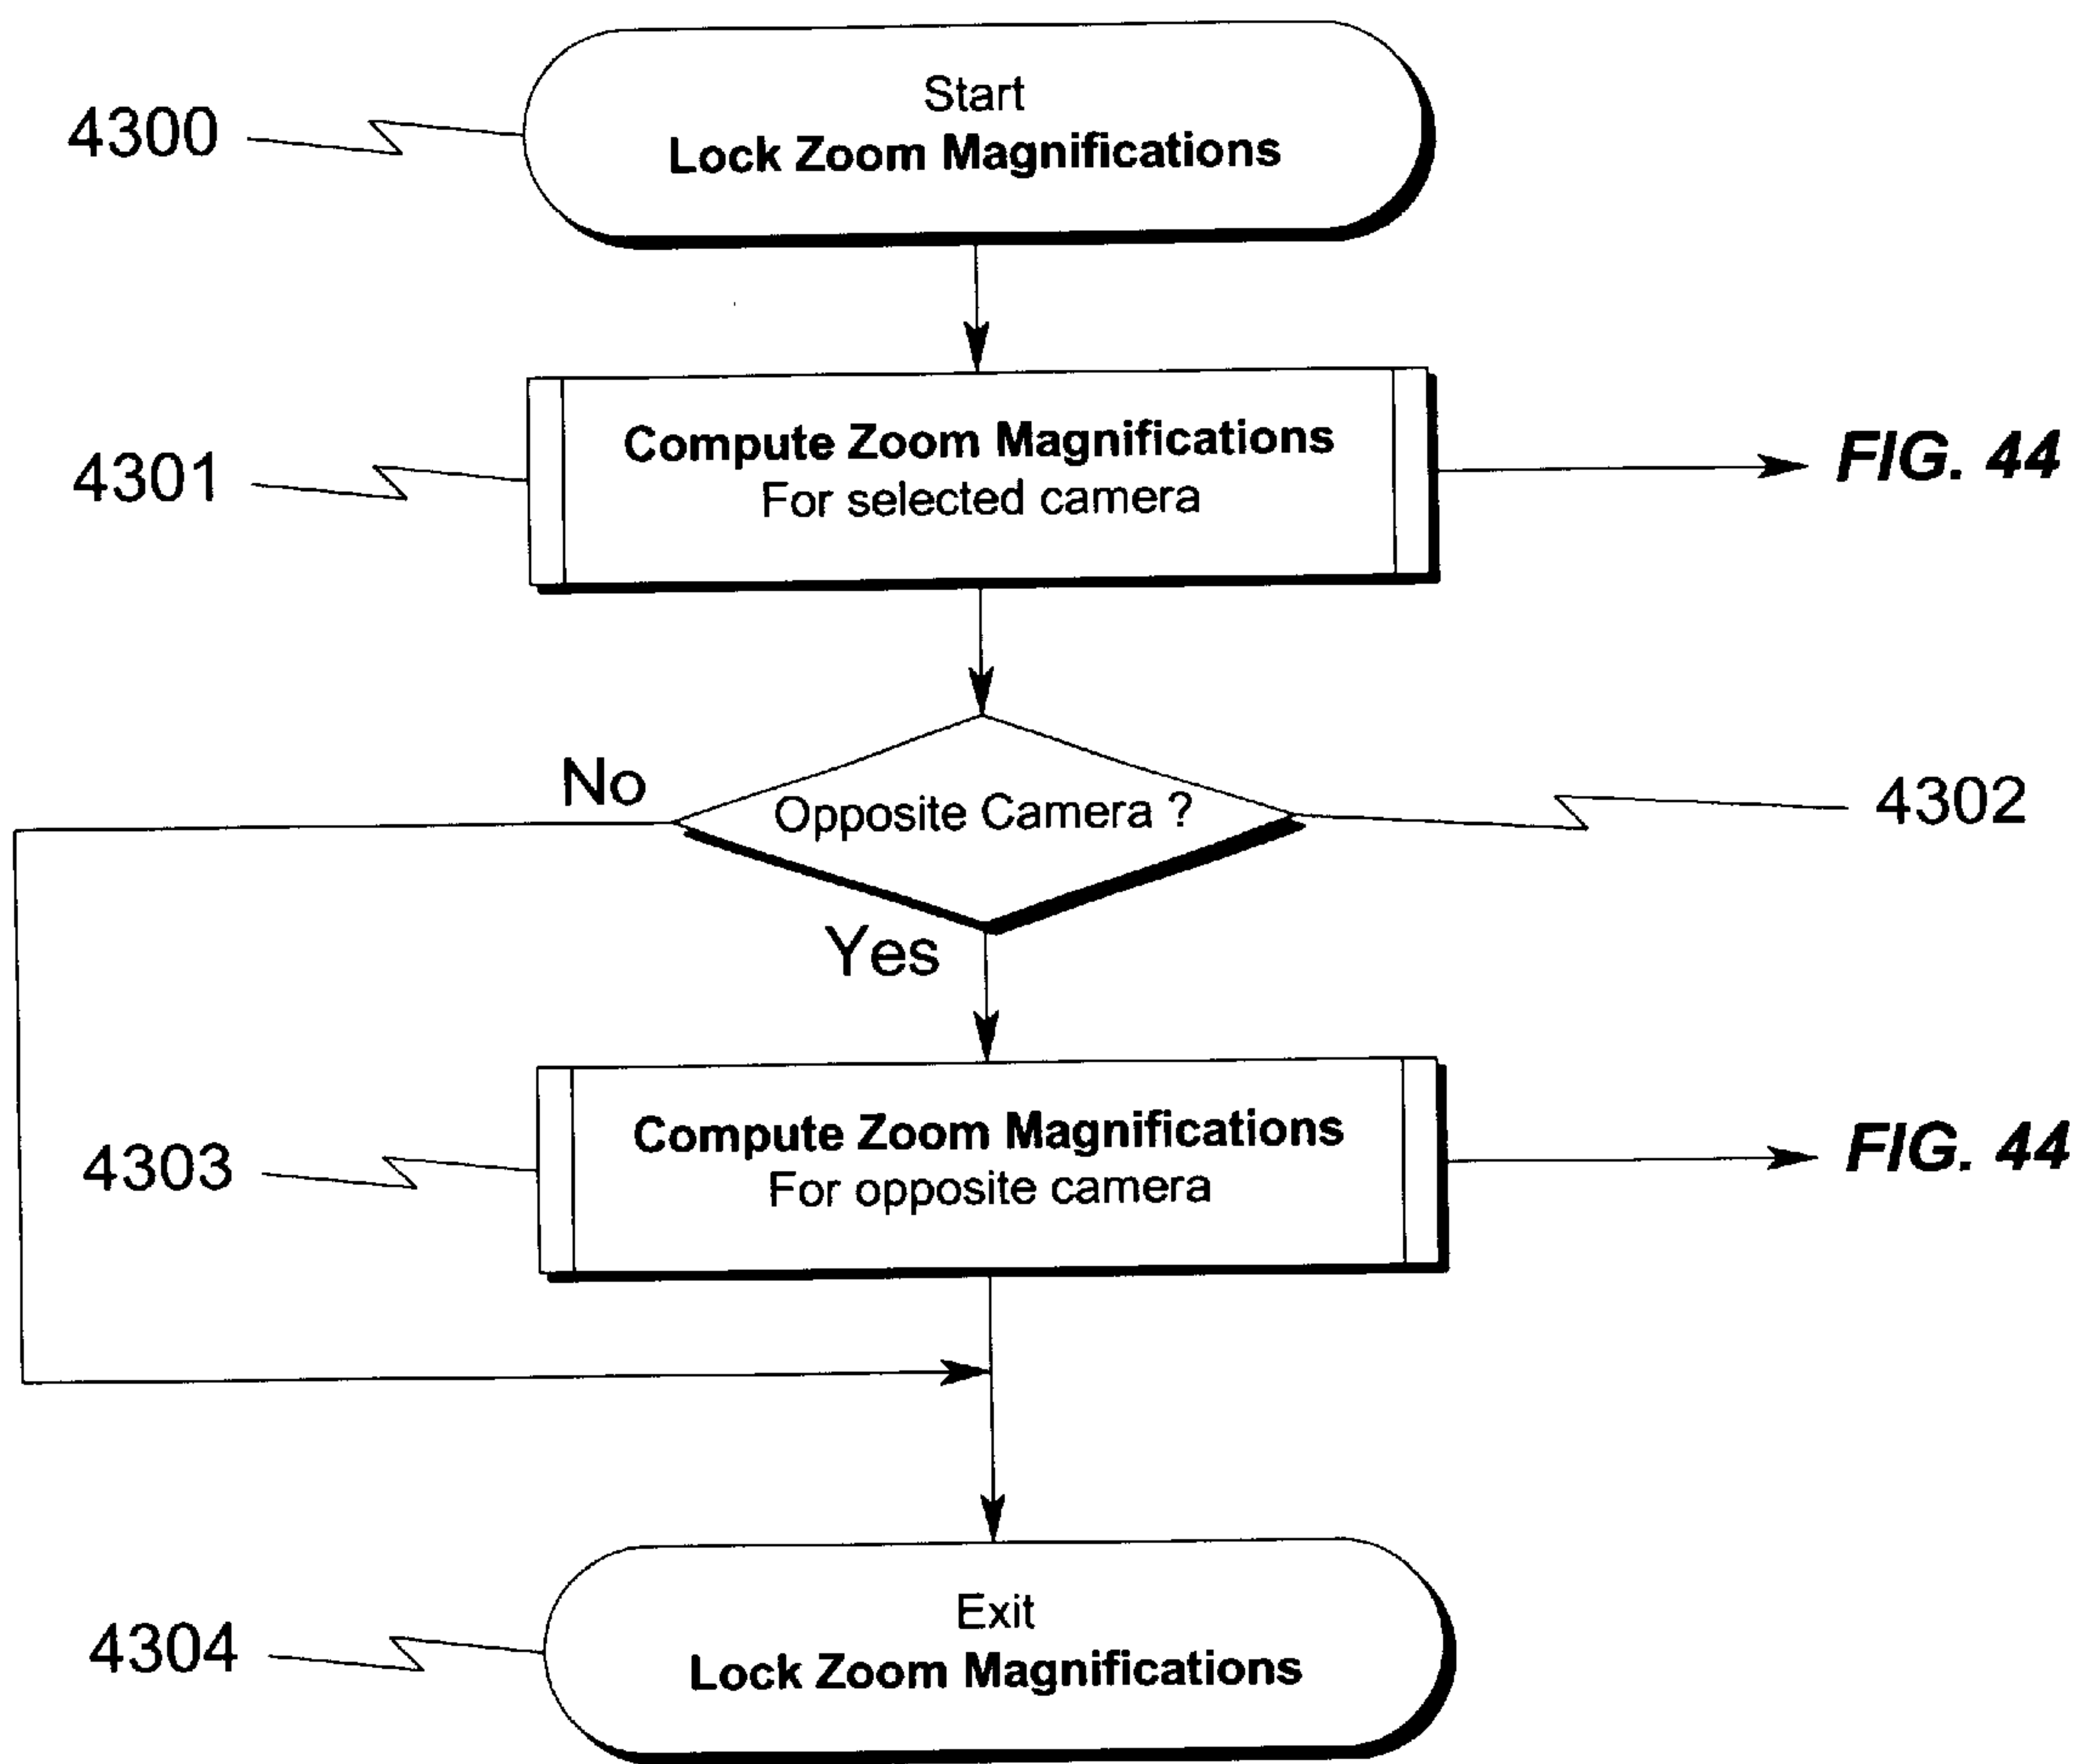 Start
4300
Lock Zoom Magnifications
Compute Zoom Magnifications
FIG. 44
4301
For selected camera
No
Opposite Camera ?
4302
Yes
Compute Zoom Magnifications
FIG. 44
4303
For opposite camera
Exit
4304
Lock Zoom Magnifications